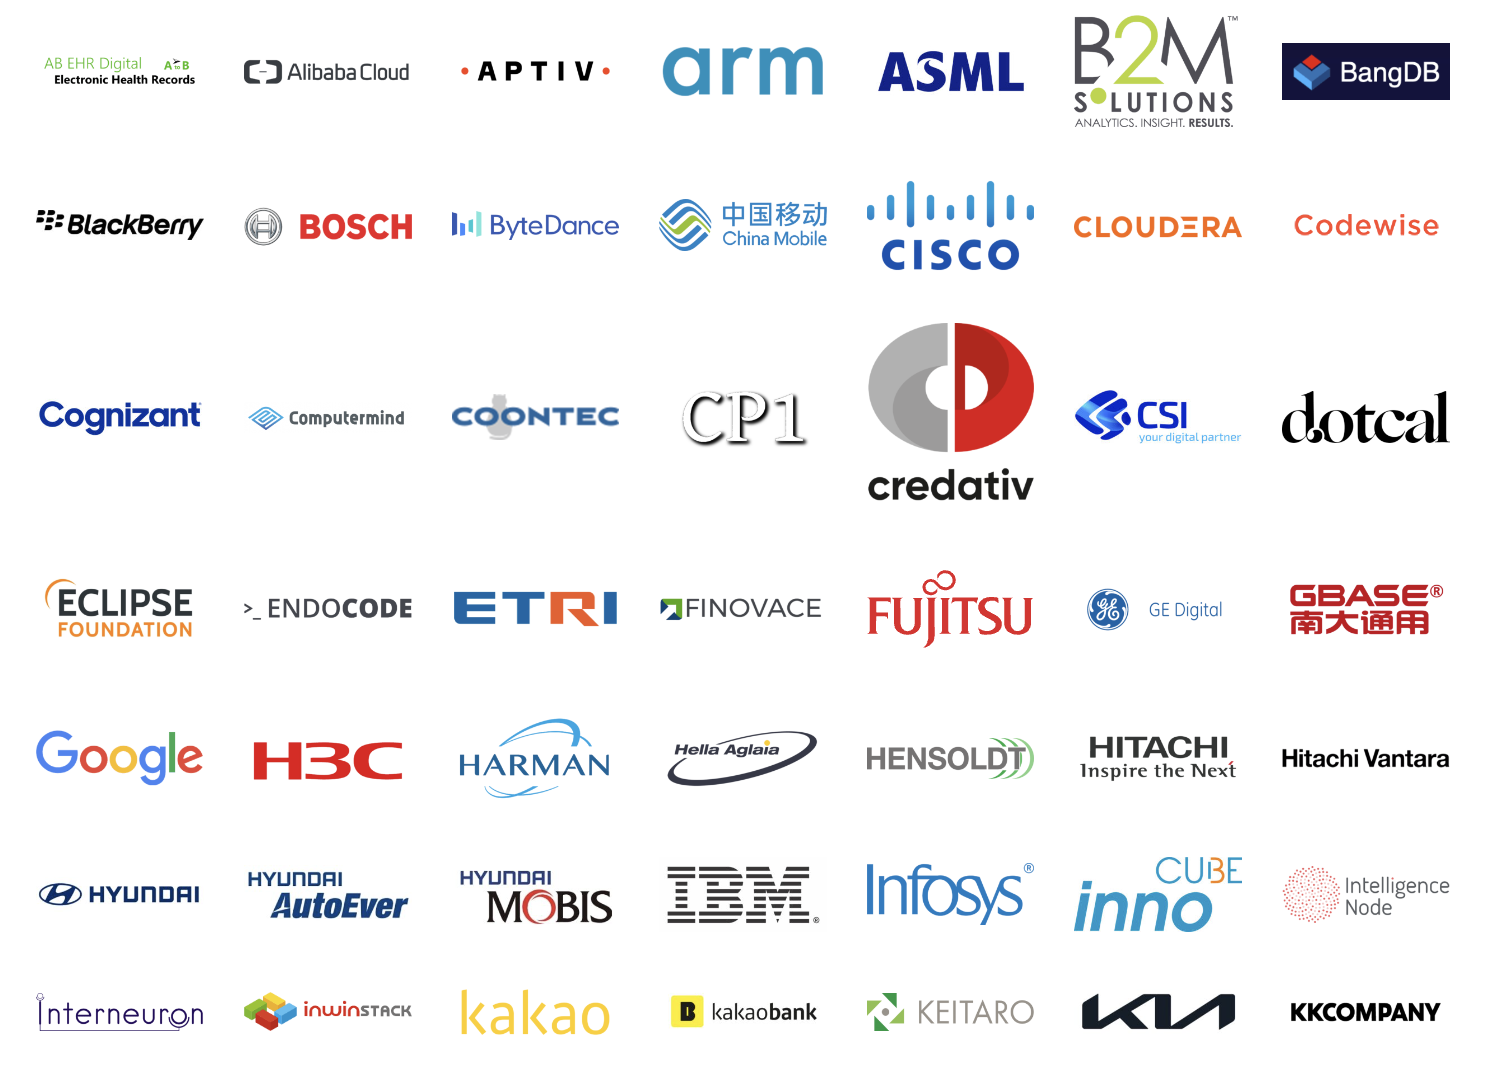 AB EHR Digital
A to B
Electronic Health Records
Alibaba Cloud
APTIV
arm
ASML
B2M™
SOLUTIONS
ANALYTICS. INSIGHT. RESULTS.
BangDB
BlackBerry
BOSCH
ByteDance
中国移动
China Mobile
CISCO
CLOUDERA
Codewise
Cognizant
Computermind
COONTEC
CP1
credativ
CSI
your digital partner
dotcal
ECLIPSE
FOUNDATION
>_ ENDOCODE
ETRI
FINOVACE
FUJITSU
GE
GE Digital
GBASE®
南大通用
Google
H3C
HARMAN
Hella Aglaia
HENSOLDT
HITACHI
Inspire the Next
Hitachi Vantara
HYUNDAI
HYUNDAI
AutoEver
HYUNDAI
MOBIS
IBM®
Infosys®
CUBE
inno
Intelligence
Node
interneuron
inwinSTACK
kakao
B kakaobank
KEITARO
KIA
KKCOMPANY